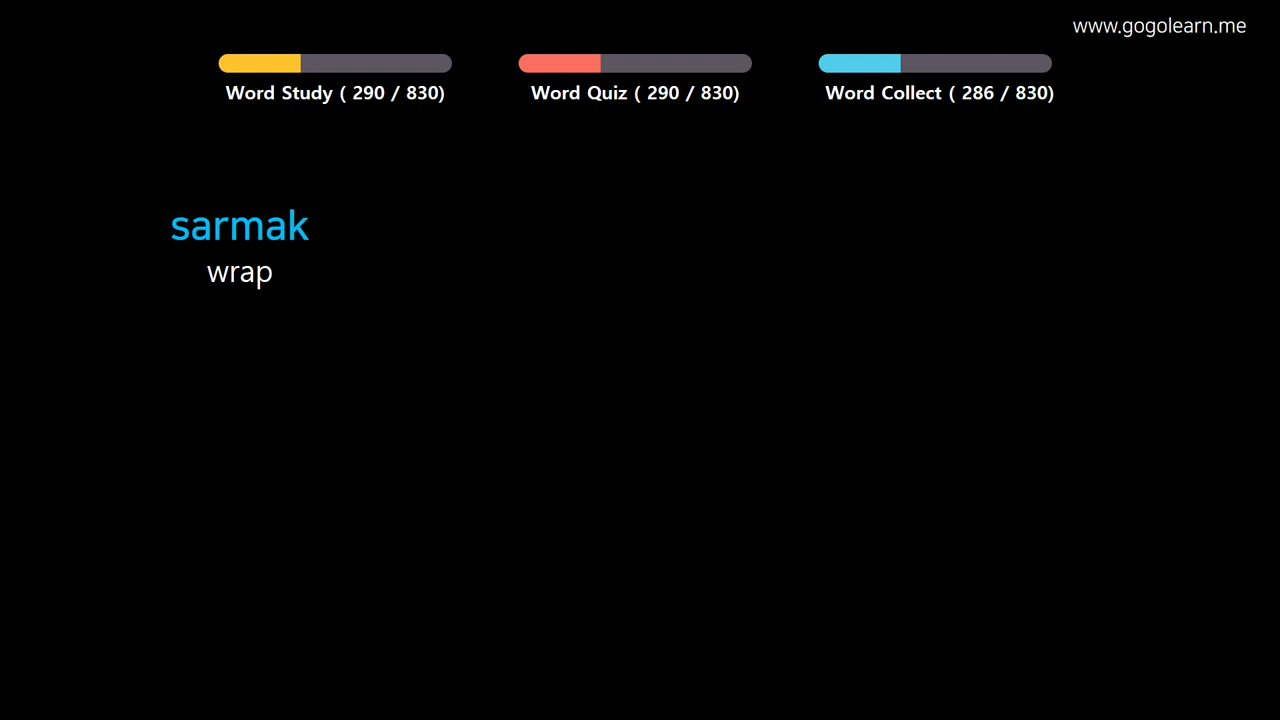 www.gogolearn.me
Word Study ( 290 / 830)
Word Quiz ( 290 / 830)
Word Collect ( 286 / 830)
sarmak
wrap